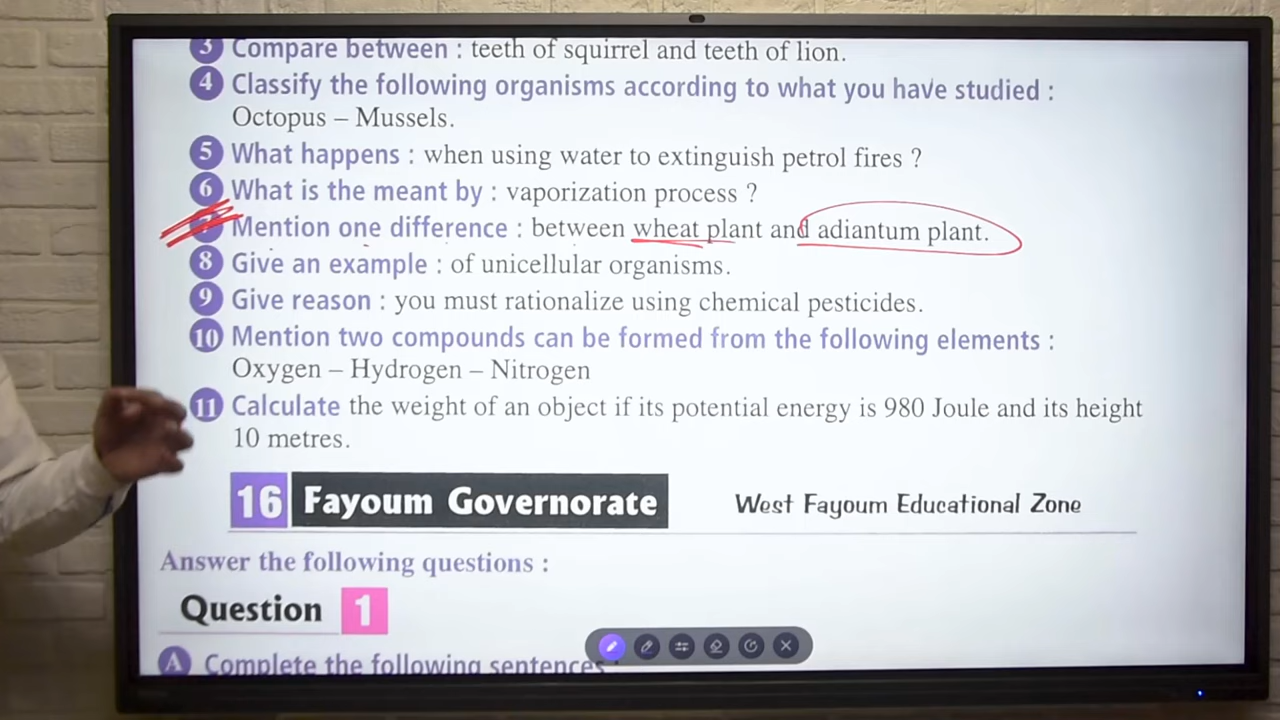 3 Compare between : teeth of squirrel and teeth of lion.
4 Classify the following organisms according to what you have studied :
Octopus – Mussels.
5 What happens : when using water to extinguish petrol fires ?
6 What is the meant by : vaporization process ?
Mention one difference : between wheat plant and adiantum plant.
8 Give an example : of unicellular organisms.
9 Give reason : you must rationalize using chemical pesticides.
10 Mention two compounds can be formed from the following elements :
Oxygen – Hydrogen – Nitrogen
11 Calculate the weight of an object if its potential energy is 980 Joule and its height
10 metres.
16 Fayoum Governorate West Fayoum Educational Zone
Answer the following questions :
Question 1
A Complete the following sentences :